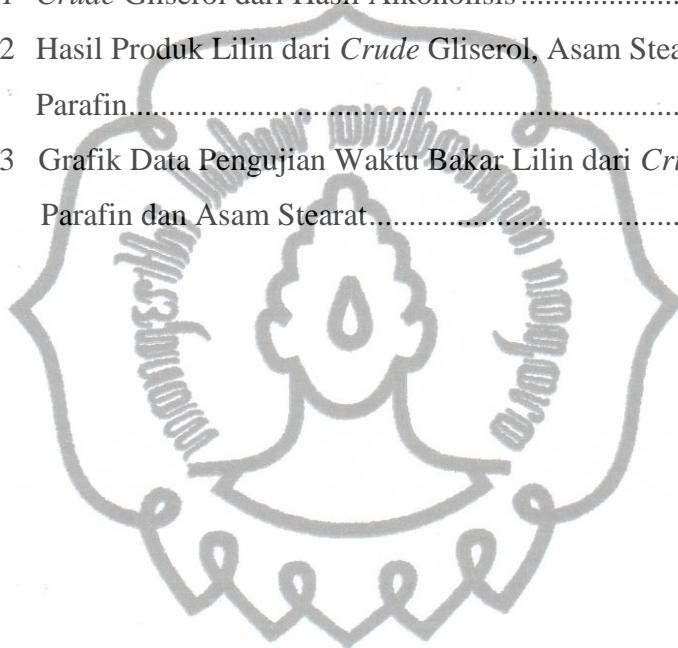 1 Crude Gliserol dari Hasil Alkoholisis....................
2 Hasil Produk Lilin dari Crude Gliserol, Asam Stea
Parafin........................................................................
3 Grafik Data Pengujian Waktu Bakar Lilin dari Cr
Parafin dan Asam Stearat........................................